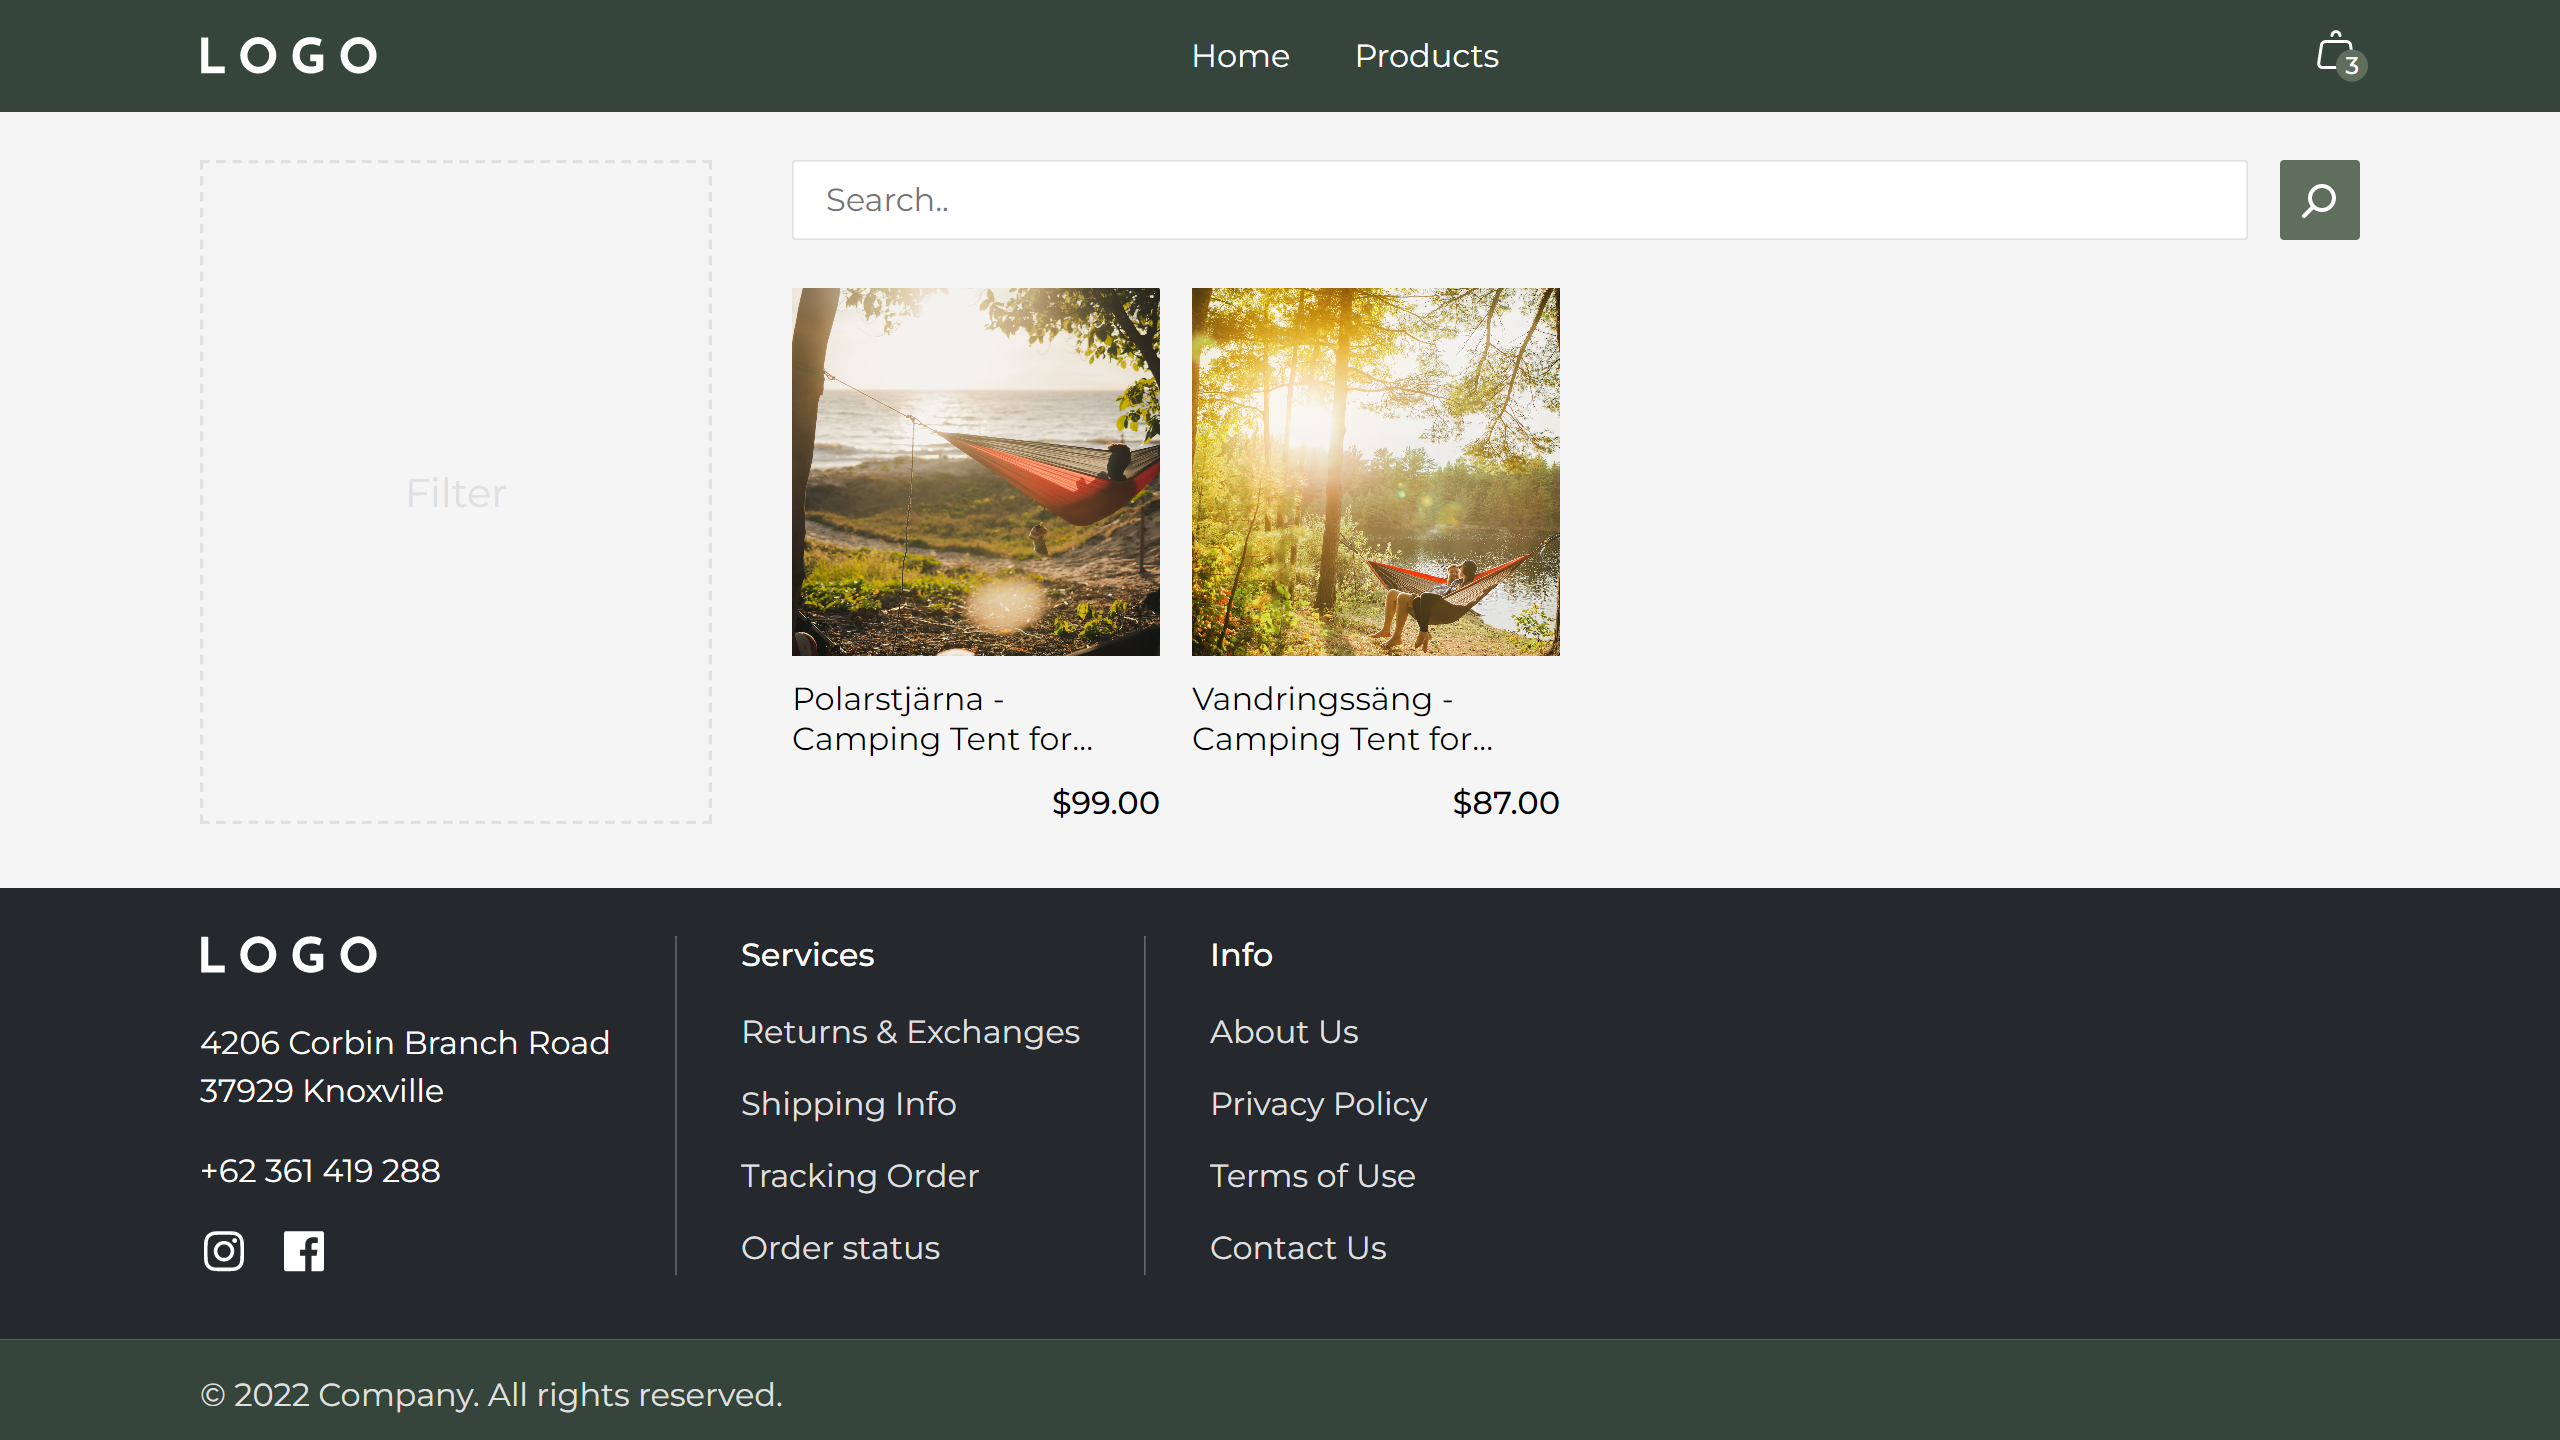 LOGO
Home
Products
3
Search..
Filter
Polarstjärna -
Camping Tent for...
$99.00
Vandringssäng -
Camping Tent for...
$87.00
LOGO
4206 Corbin Branch Road
37929 Knoxville
+62 361 419 288
Services
Returns & Exchanges
Shipping Info
Tracking Order
Order status
Info
About Us
Privacy Policy
Terms of Use
Contact Us
© 2022 Company. All rights reserved.